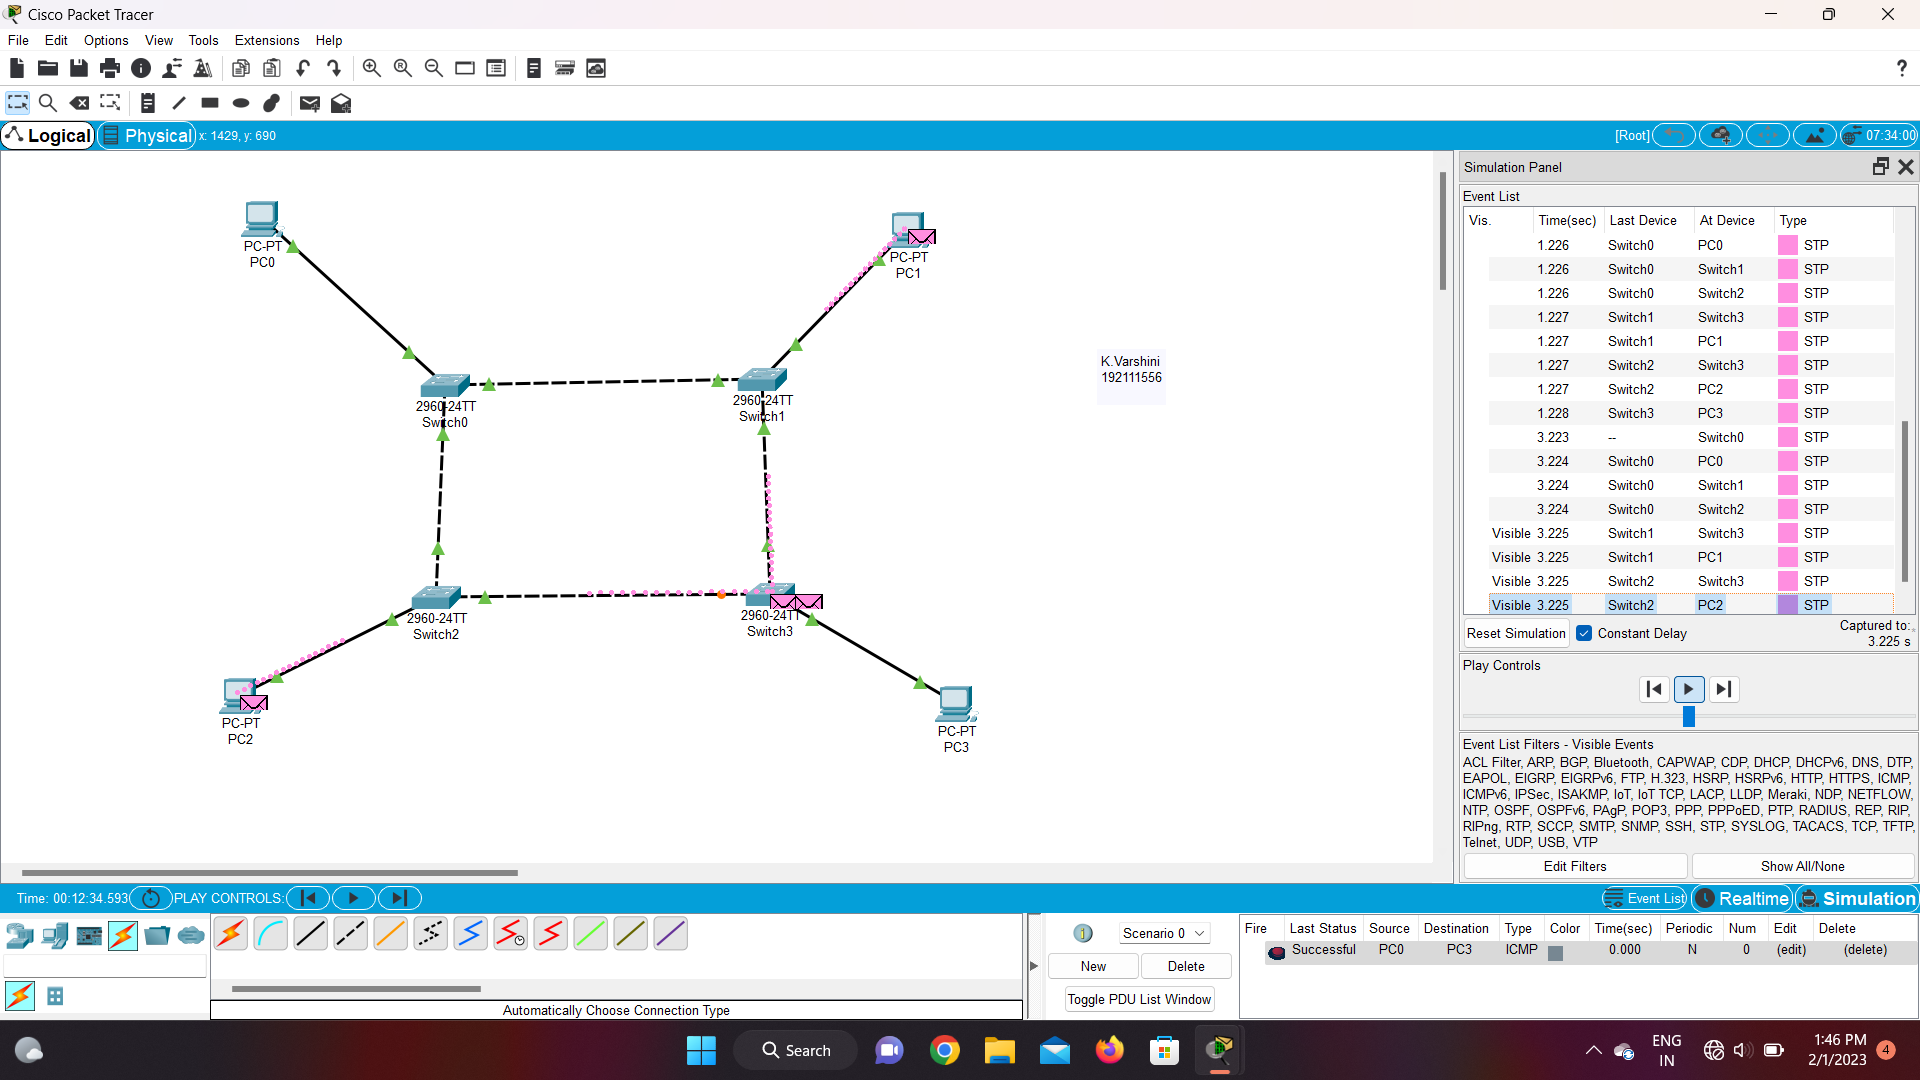 Cisco Packet Tracer
File Edit Options View Tools Extensions Help
Logical Physical x: 1429, y: 690
[Root] 07:34:00
PC-PT
PC0
PC-PT
PC1
K.Varshini
192111556
2960-24TT
Switch0
2960-24TT
Switch1
2960-24TT
Switch2
2960-24TT
Switch3
PC-PT
PC2
PC-PT
PC3
Simulation Panel
Event List
Vis. Time(sec) Last Device At Device Type
1.226 Switch0 PC0 STP
1.226 Switch0 Switch1 STP
1.226 Switch0 Switch2 STP
1.227 Switch1 Switch3 STP
1.227 Switch1 PC1 STP
1.227 Switch2 Switch3 STP
1.227 Switch2 PC2 STP
1.228 Switch3 PC3 STP
3.223 -- Switch0 STP
3.224 Switch0 PC0 STP
3.224 Switch0 Switch1 STP
3.224 Switch0 Switch2 STP
Visible 3.225 Switch1 Switch3 STP
Visible 3.225 Switch1 PC1 STP
Visible 3.225 Switch2 Switch3 STP
Visible 3.225 Switch2 PC2 STP
Reset Simulation Constant Delay Captured to:
3.225 s
Play Controls
Event List Filters - Visible Events
ACL Filter, ARP, BGP, Bluetooth, CAPWAP, CDP, DHCP, DHCPv6, DNS, DTP,
EAPOL, EIGRP, EIGRPv6, FTP, H.323, HSRP, HSRPv6, HTTP, HTTPS, ICMP,
ICMPv6, IPSec, ISAKMP, IoT, IoT TCP, LACP, LLDP, Meraki, NDP, NETFLOW,
NTP, OSPF, OSPFv6, PAgP, POP3, PPP, PPPoED, PTP, RADIUS, REP, RIP,
RIPng, RTP, SCCP, SMTP, SNMP, SSH, STP, SYSLOG, TACACS, TCP, TFTP,
Telnet, UDP, USB, VTP
Edit Filters Show All/None
Time: 00:12:34.593 PLAY CONTROLS: Event List Realtime Simulation
Automatically Choose Connection Type
Scenario 0
New Delete
Toggle PDU List Window
Fire Last Status Source Destination Type Color Time(sec) Periodic Num Edit Delete
Successful PC0 PC3 ICMP 0.000 N 0 (edit) (delete)
Search
ENG
IN
1:46 PM
2/1/2023
4